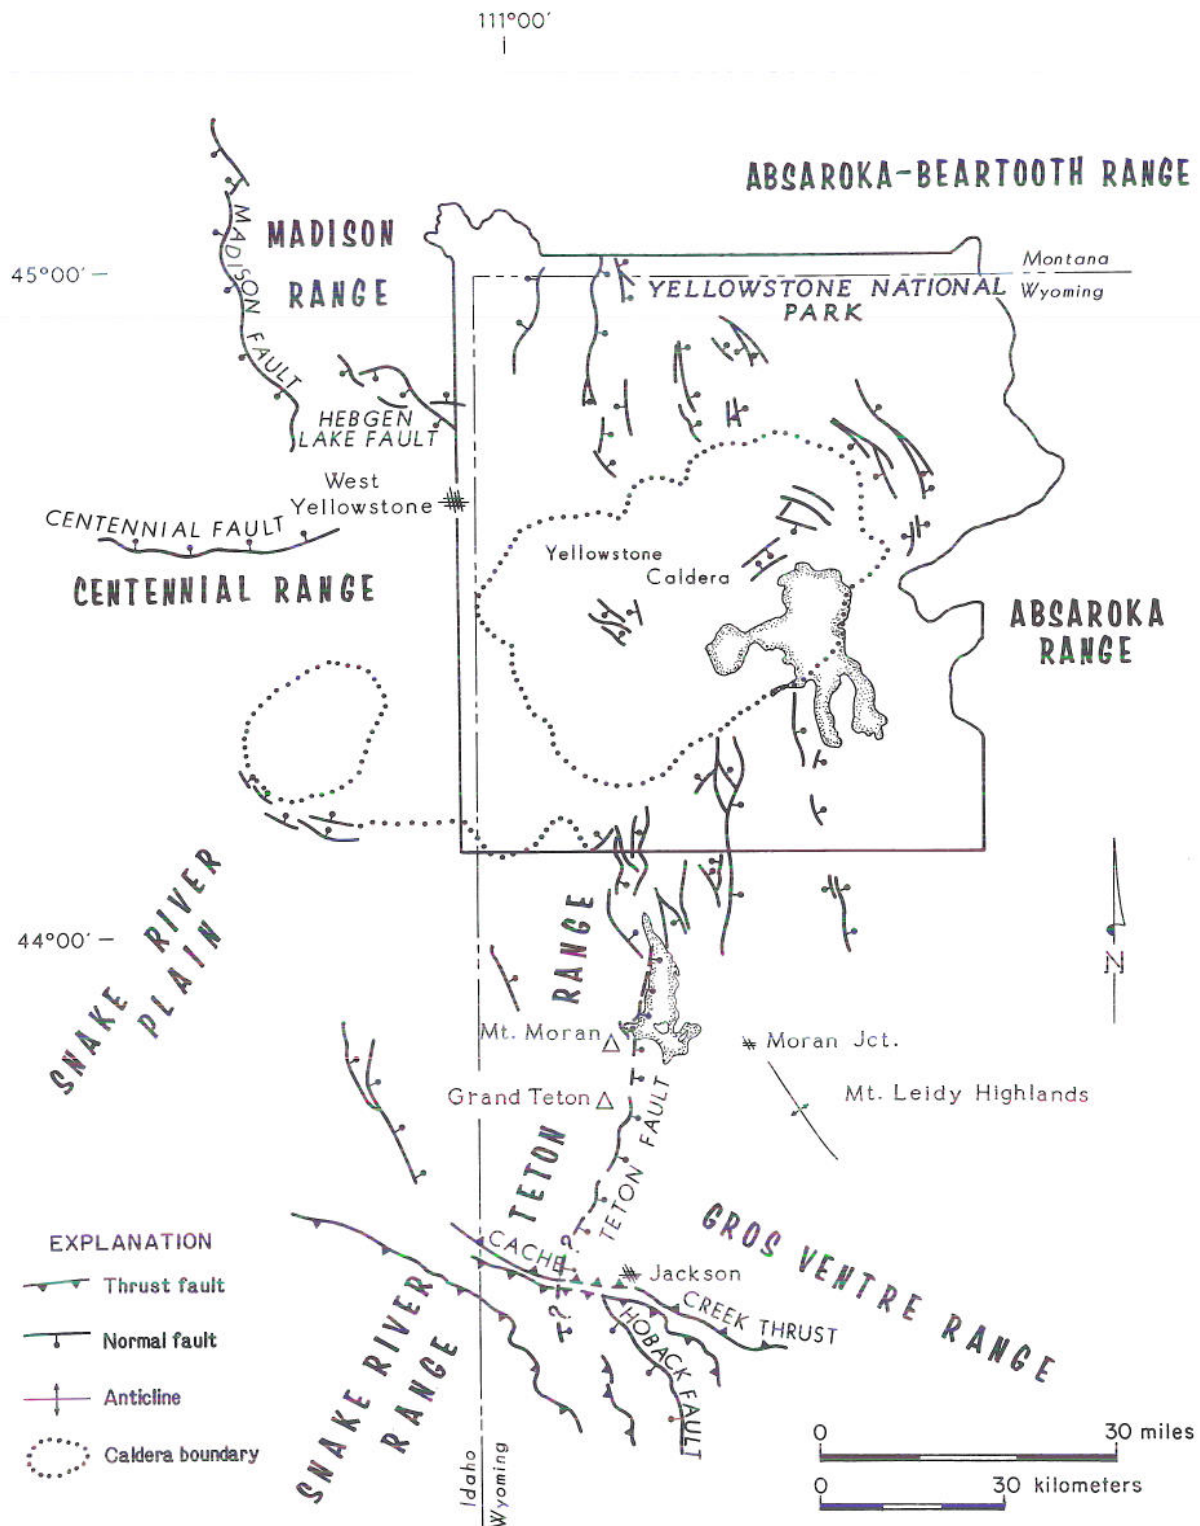 111°00'
ABSAROKA-BEARTOOTH RANGE
MADISON FAULT
MADISON
RANGE
45°00'
Montana
Wyoming
YELLOWSTONE NATIONAL
PARK
HEBGEN
LAKE FAULT
West
Yellowstone
CENTENNIAL FAULT
CENTENNIAL RANGE
Yellowstone
Caldera
ABSAROKA
RANGE
SNAKE RIVER
PLAIN
44°00'
N
TETON RANGE
Mt. Moran
Moran Jct.
Grand Teton
Mt. Leidy Highlands
TETON FAULT
GROS VENTRE RANGE
CACHE
?
Jackson
CREEK THRUST
?
HOBACK FAULT
SNAKE RIVER
RANGE
EXPLANATION
Thrust fault
Normal fault
Anticline
Caldera boundary
Idaho
Wyoming
0 30 miles
0 30 kilometers